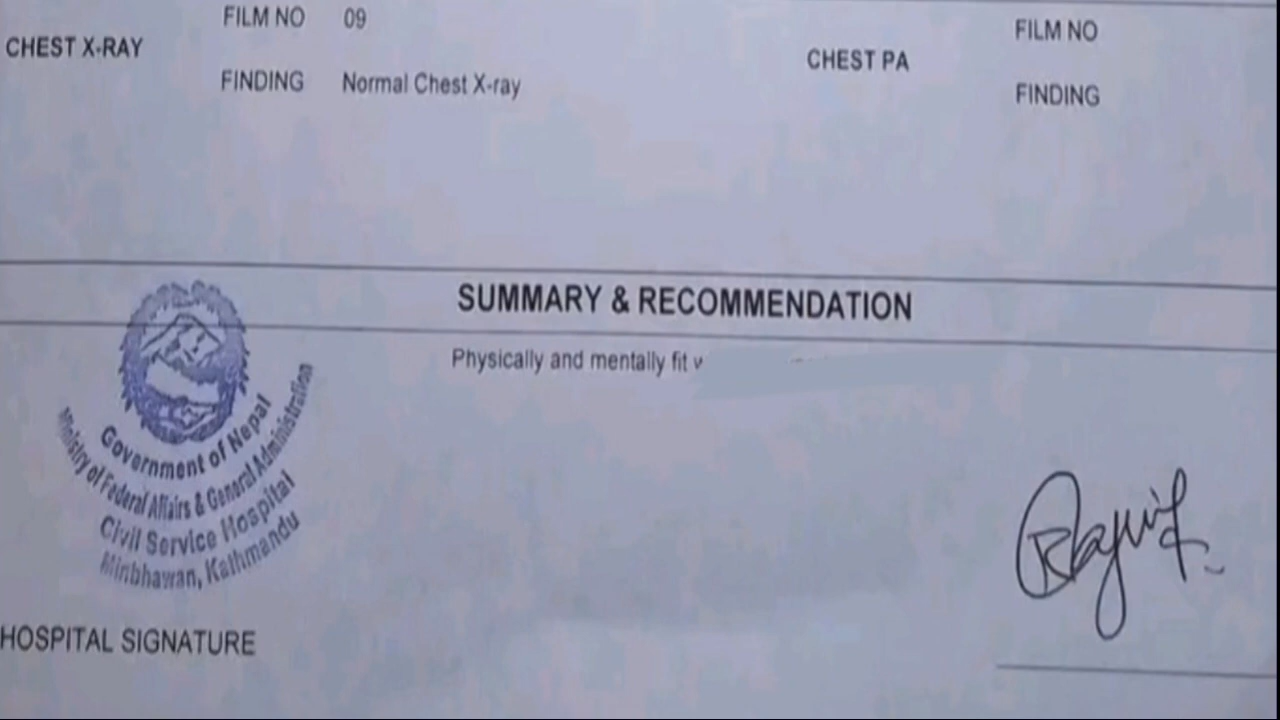 FILM NO 09
CHEST X-RAY
FINDING Normal Chest X-ray
FILM NO
CHEST PA
FINDING
SUMMARY & RECOMMENDATION
Physically and mentally fit
Government of Nepal
Ministry of Federal Affairs & General Administration
Civil Service Hospital
Minbhawan, Kathmandu
HOSPITAL SIGNATURE